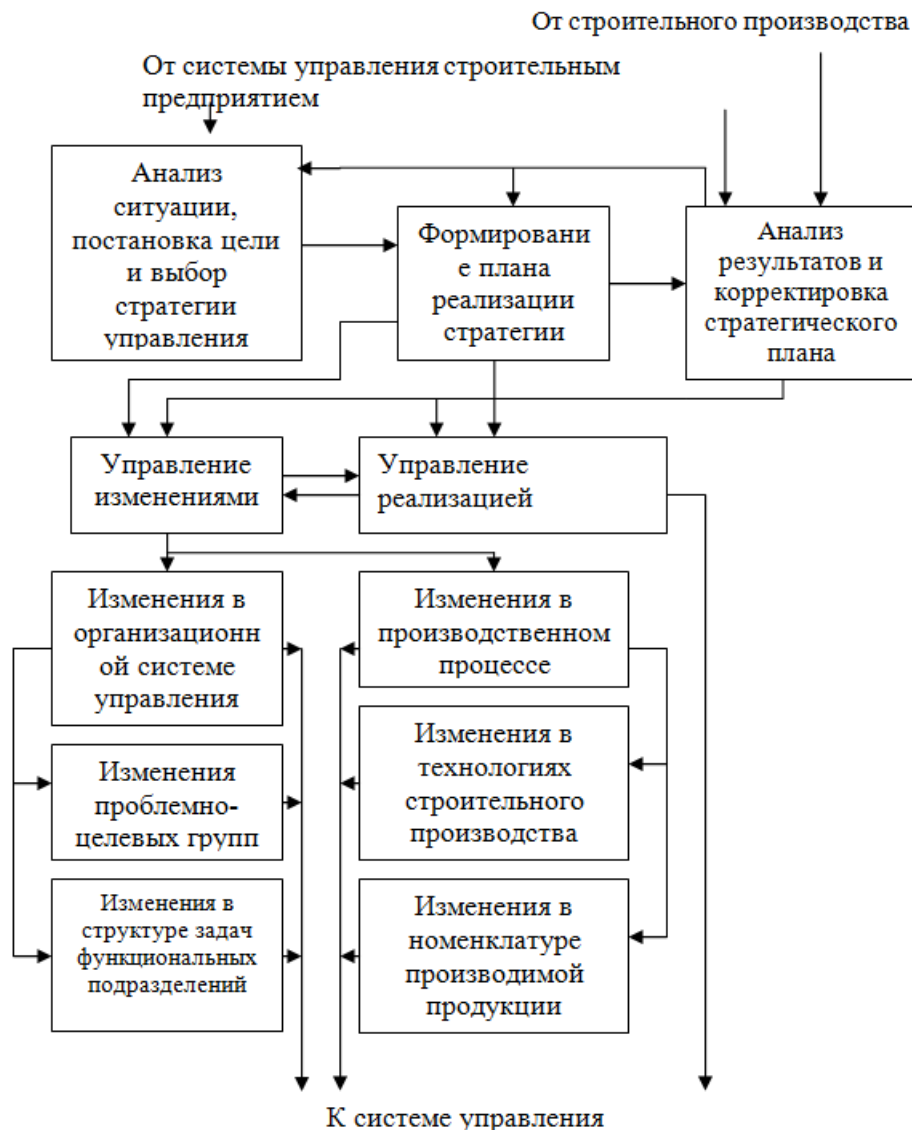 От строительного производства
От системы управления строительным
предприятием
Анализ
ситуации,
постановка цели
и выбор
стратегии
управления
Формировани
е плана
реализации
стратегии
Анализ
результатов и
корректировка
стратегического
плана
Управление
изменениями
Управление
реализацией
Изменения в
организационн
ой системе
управления
Изменения в
производственном
процессе
Изменения
проблемно-
целевых групп
Изменения в
технологиях
строительного
производства
Изменения в
структуре задач
функциональных
подразделений
Изменения в
номенклатуре
производимой
продукции
К системе управления